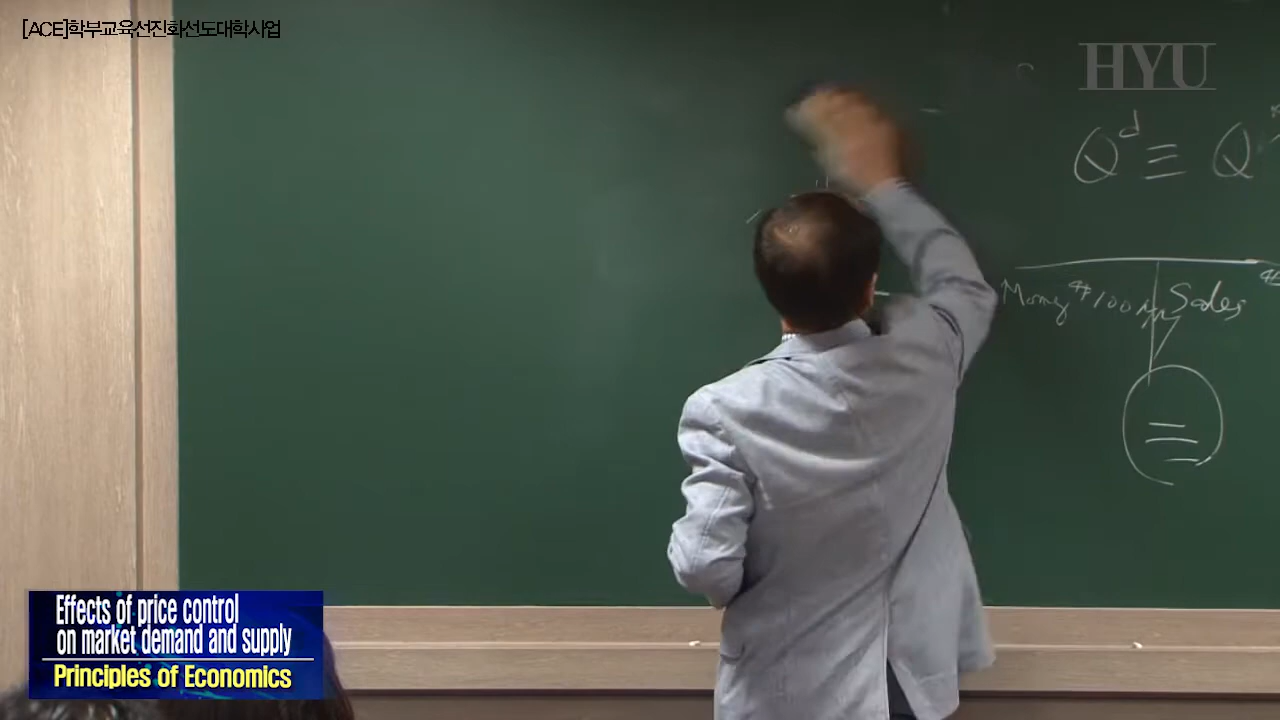 [ACE]학부교육선진화선도대학사업
HYU
Q^d ≡ Q
Money #100 Sales
Effects of price control
on market demand and supply
Principles of Economics